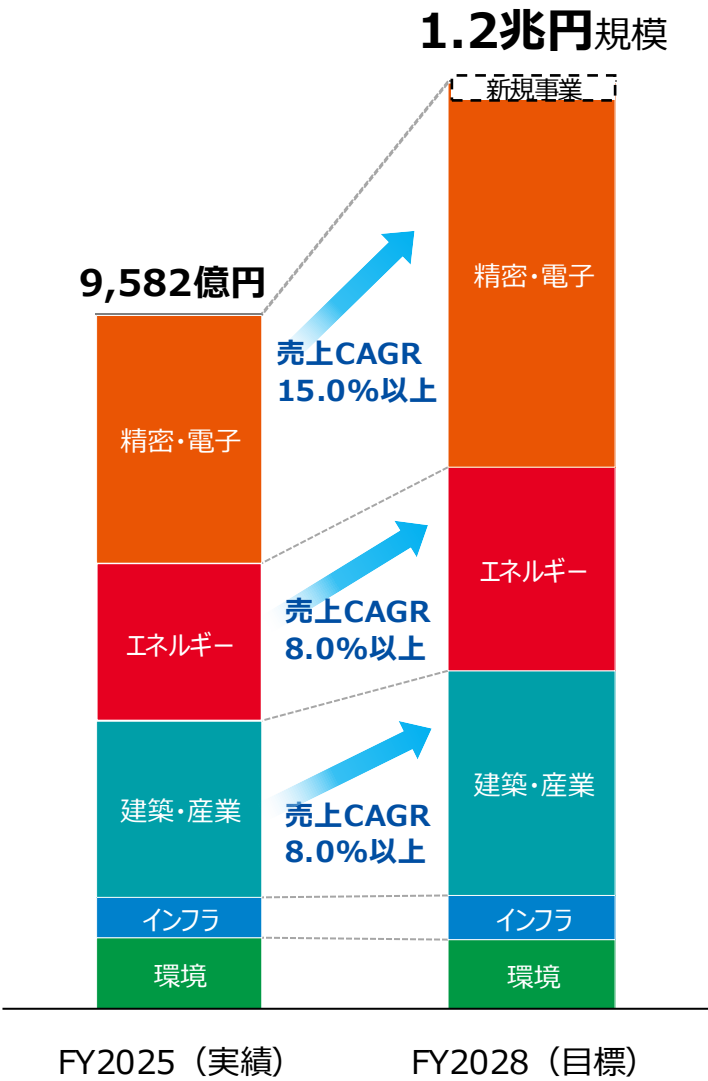 1.2兆円規模
新規事業
精密・電子
9,582億円
売上CAGR
15.0%以上
精密・電子
エネルギー
売上CAGR
8.0%以上
エネルギー
建築・産業
売上CAGR
8.0%以上
建築・産業
インフラ
インフラ
環境
環境
FY2025（実績）
FY2028（目標）